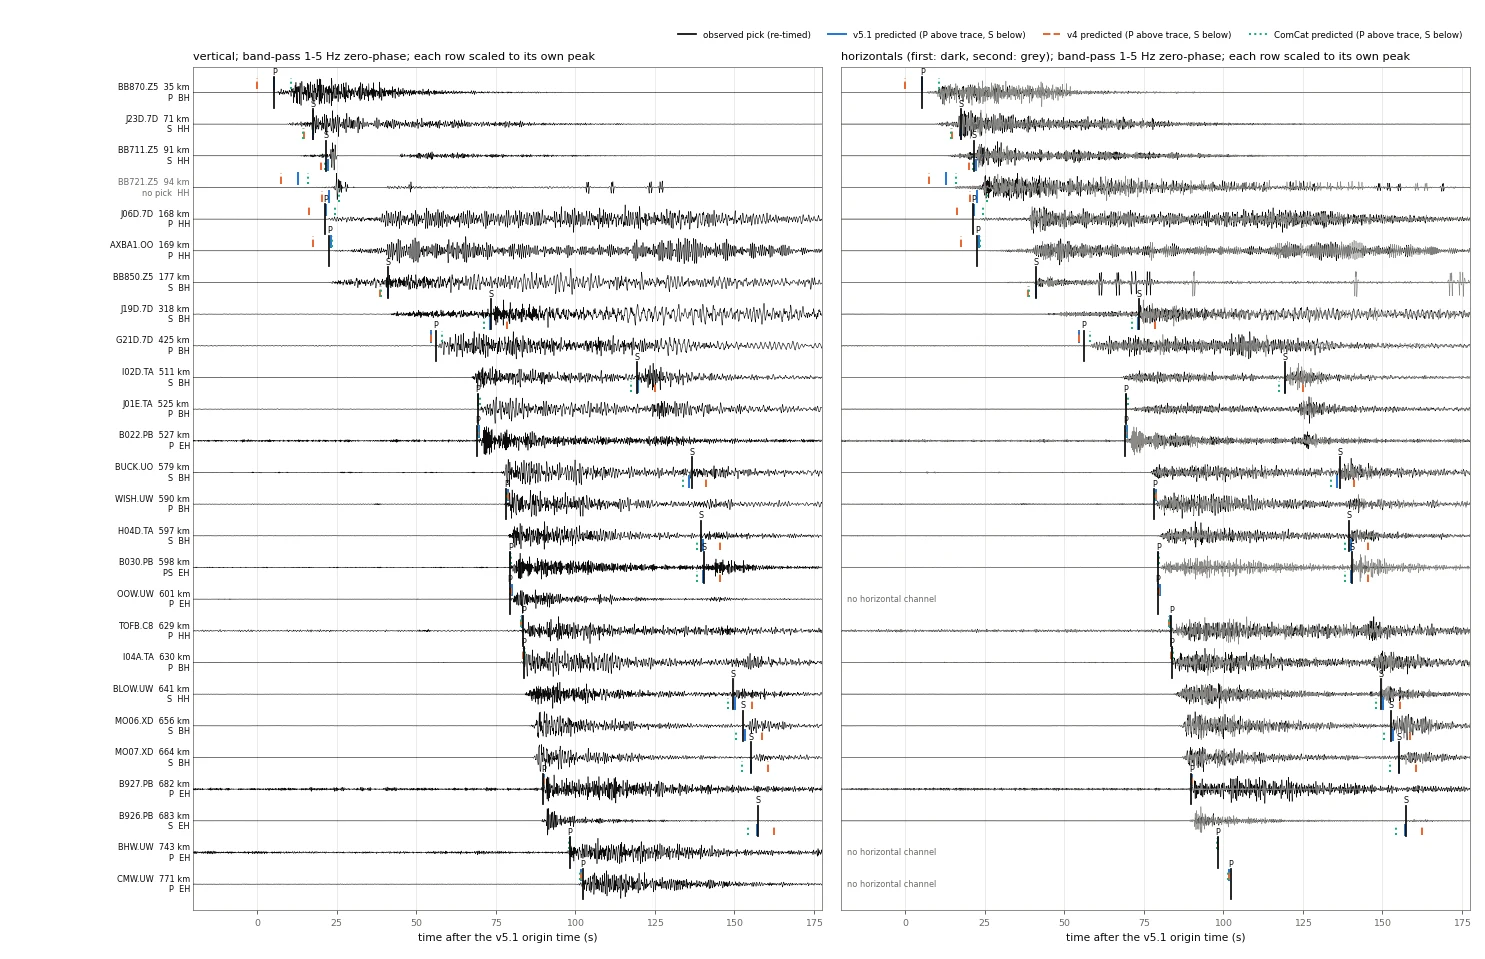 observed pick (re-timed)
v5.1 predicted (P above trace, S below)
v4 predicted (P above trace, S below)
ComCat predicted (P above trace, S below)
vertical; band-pass 1-5 Hz zero-phase; each row scaled to its own peak
horizontals (first: dark, second: grey); band-pass 1-5 Hz zero-phase; each row scaled to its own peak
BB870.Z5 35 km
P BH
J23D.7D 71 km
S HH
BB711.Z5 91 km
S HH
BB721.Z5 94 km
no pick HH
J06D.7D 168 km
P HH
AXBA1.OO 169 km
P HH
BB850.Z5 177 km
S BH
J19D.7D 318 km
S BH
G21D.7D 425 km
P BH
I02D.TA 511 km
S BH
J01E.TA 525 km
P BH
B022.PB 527 km
P EH
BUCK.UO 579 km
S BH
WISH.UW 590 km
P BH
H04D.TA 597 km
S BH
B030.PB 598 km
PS EH
OOW.UW 601 km
P EH
no horizontal channel
TOFB.C8 629 km
P HH
I04A.TA 630 km
P BH
BLOW.UW 641 km
S HH
MO06.XD 656 km
S BH
MO07.XD 664 km
S BH
B927.PB 682 km
P EH
B926.PB 683 km
S EH
BHW.UW 743 km
P EH
no horizontal channel
CMW.UW 771 km
P EH
no horizontal channel
0 25 50 75 100 125 150 175
0 25 50 75 100 125 150 175
time after the v5.1 origin time (s)
time after the v5.1 origin time (s)